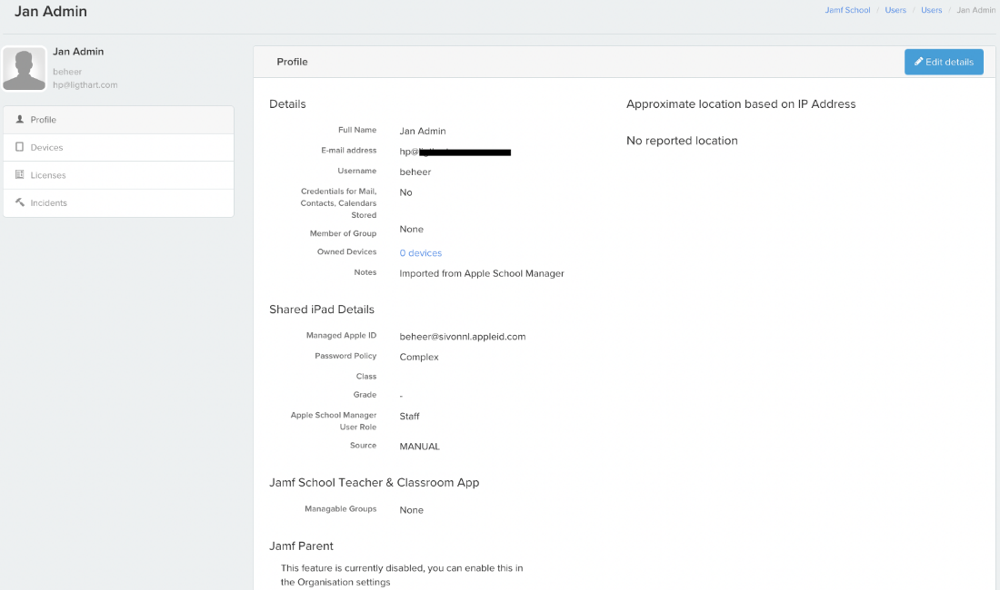 Jan Admin
Jamf School / Users / Users / Jan Admin
Jan Admin
beheer
hp@ligthart.com
Profile
Devices
Licenses
Incidents
Profile
Edit details
Details
Full Name Jan Admin
E-mail address hp@
Username beheer
Credentials for Mail, No
Contacts, Calendars
Stored
Member of Group None
Owned Devices 0 devices
Notes Imported from Apple School Manager
Shared iPad Details
Managed Apple ID beheer@sivonnl.appleid.com
Password Policy Complex
Class
Grade -
Apple School Manager Staff
User Role
Source MANUAL
Jamf School Teacher & Classroom App
Managable Groups None
Jamf Parent
This feature is currently disabled, you can enable this in
the Organisation settings
Approximate location based on IP Address
No reported location